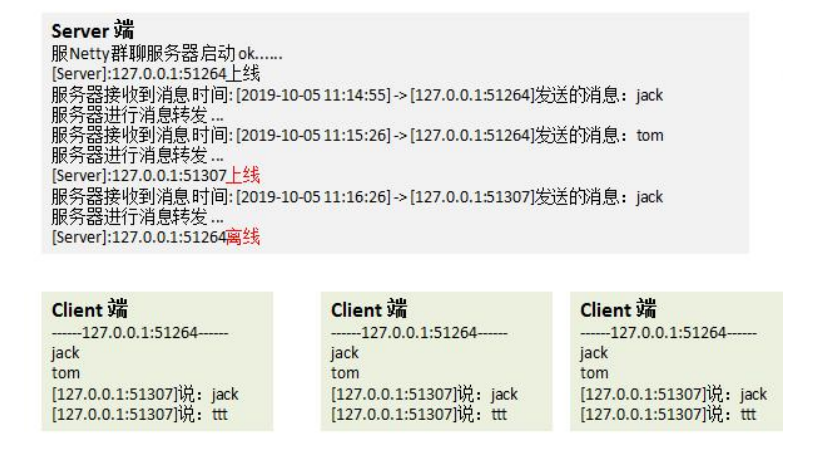 Server 端
服Netty群聊服务器启动 ok......
[Server]:127.0.0.1:51264上线
服务器接收到消息 时间: [2019-10-05 11:14:55] -> [127.0.0.1:51264]发送的消息：jack
服务器进行消息转发 ...
服务器接收到消息 时间: [2019-10-05 11:15:26] -> [127.0.0.1:51264]发送的消息：tom
服务器进行消息转发 ...
[Server]:127.0.0.1:51307上线
服务器接收到消息 时间: [2019-10-05 11:16:26] -> [127.0.0.1:51307]发送的消息：jack
服务器进行消息转发 ...
[Server]:127.0.0.1:51264离线
Client 端
------127.0.0.1:51264------
jack
tom
[127.0.0.1:51307]说：jack
[127.0.0.1:51307]说：ttt
Client 端
------127.0.0.1:51264------
jack
tom
[127.0.0.1:51307]说：jack
[127.0.0.1:51307]说：ttt
Client 端
------127.0.0.1:51264------
jack
tom
[127.0.0.1:51307]说：jack
[127.0.0.1:51307]说：ttt